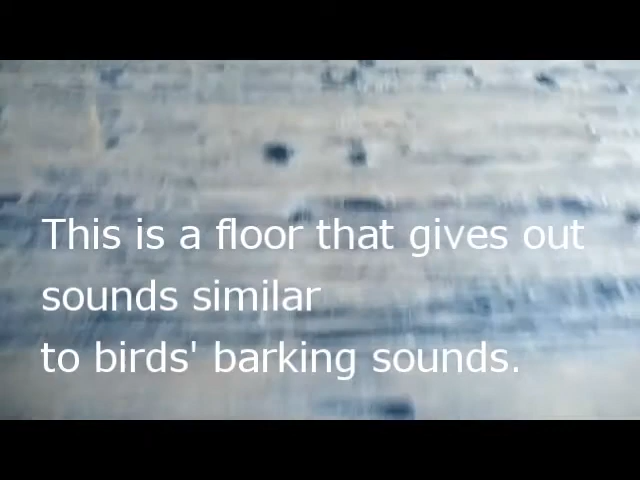 This is a floor that gives out
sounds similar
to birds' barking sounds.